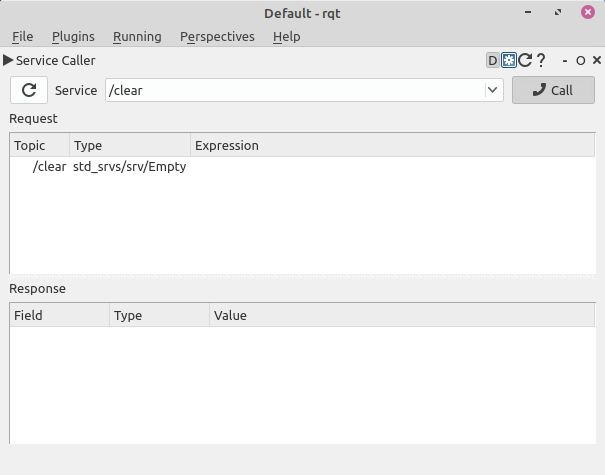 Default - rqt
File Plugins Running Perspectives Help
Service Caller D ? - O ×
Service /clear Call
Request
Topic Type Expression
/clear std_srvs/srv/Empty
Response
Field Type Value